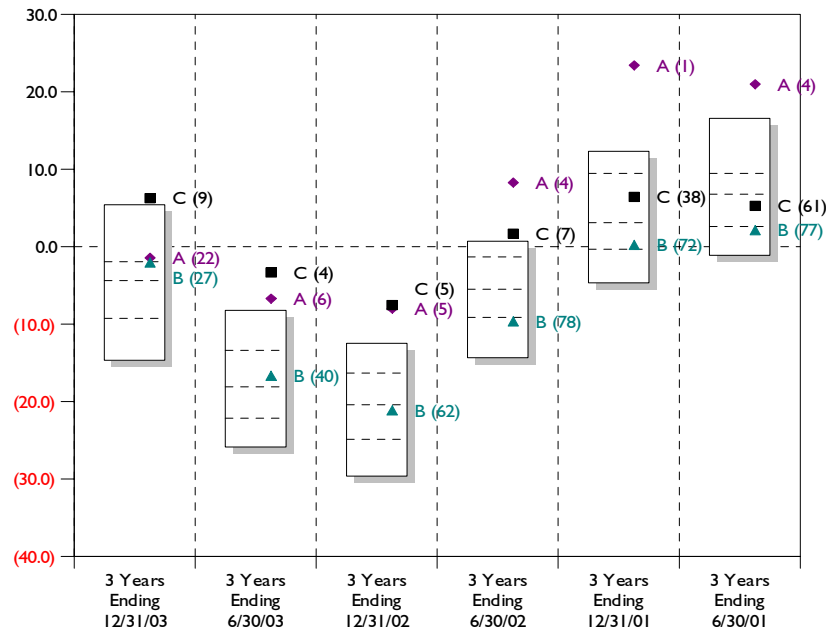 30.0
20.0
10.0
0.0
(10.0)
(20.0)
(30.0)
(40.0)
C (9)
A (22)
B (27)
C (4)
A (6)
B (40)
C (5)
A (5)
B (62)
A (4)
C (7)
B (78)
A (1)
C (38)
B (72)
A (4)
C (61)
B (77)
3 Years
Ending
12/31/03
3 Years
Ending
6/30/03
3 Years
Ending
12/31/02
3 Years
Ending
6/30/02
3 Years
Ending
12/31/01
3 Years
Ending
6/30/01